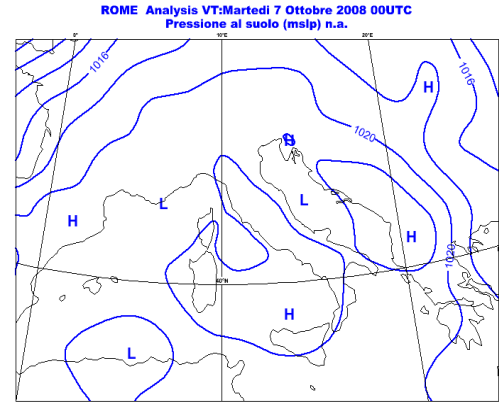 ROME Analysis VT:Martedi 7 Ottobre 2008 00UTC
Pressione al suolo (mslp) n.a.
0°E 10°E 20°E
1016 1016
H
1020
H
L L
H H
1020
40°N
H
L